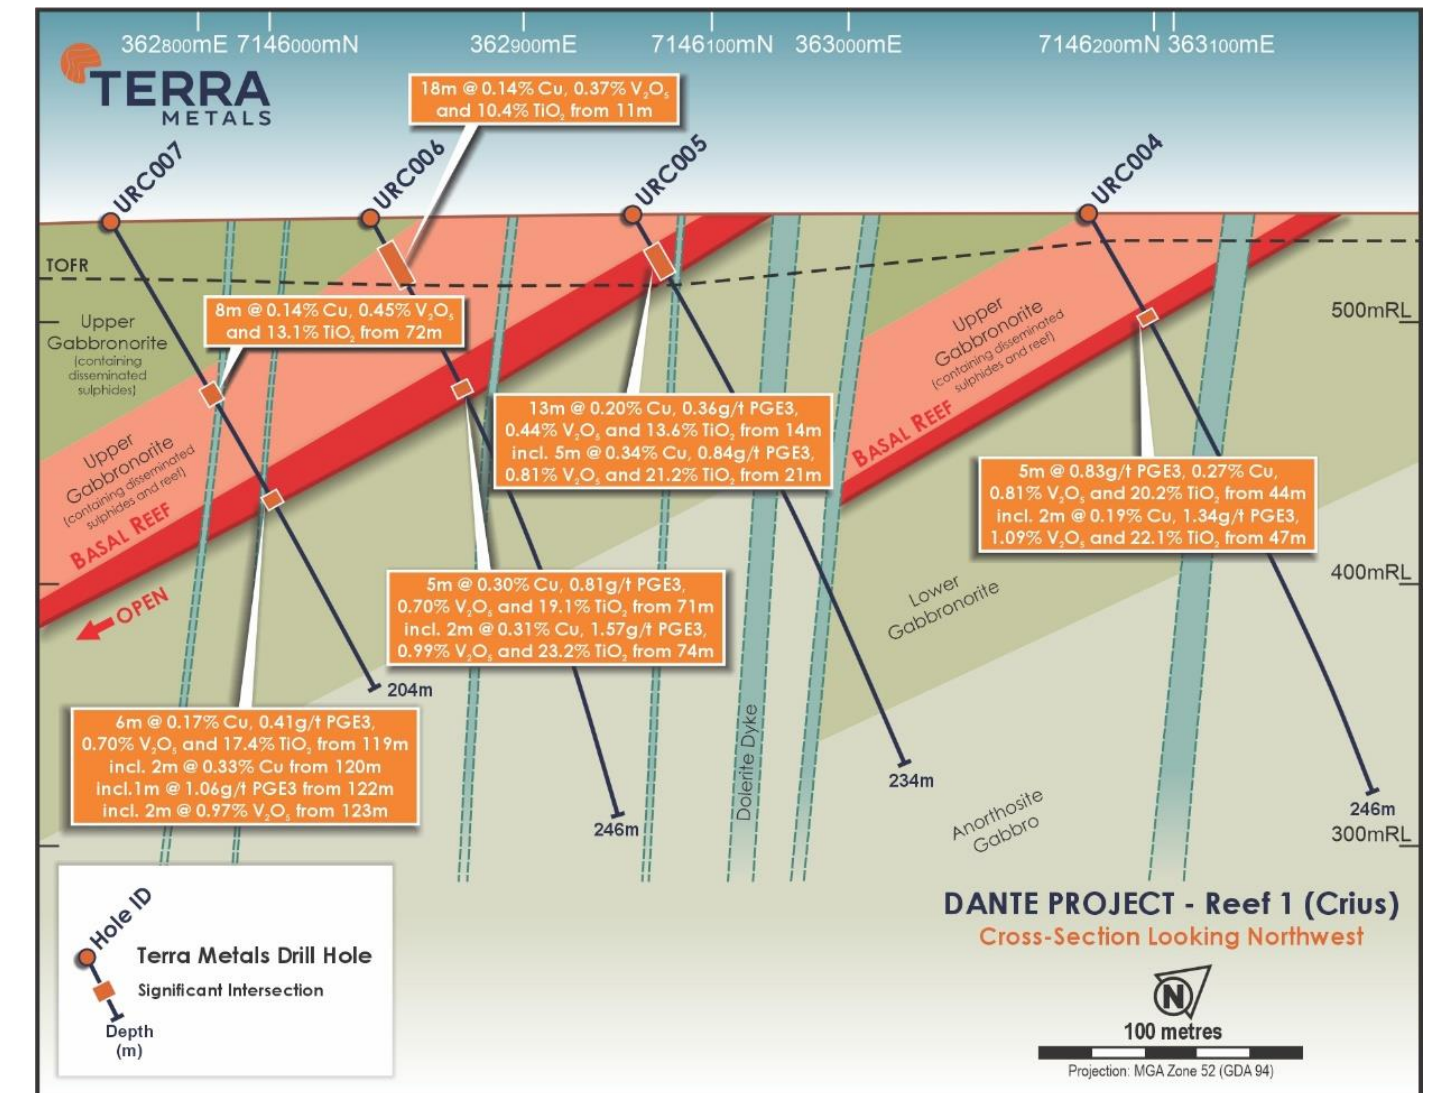 362800mE 7146000mN 362900mE 7146100mN 363000mE 7146200mN 363100mE
TERRA
METALS
18m @ 0.14% Cu, 0.37% V₂O₅
and 10.4% TiO₂ from 11m
URC007
URC006
URC005
URC004
TOFR
8m @ 0.14% Cu, 0.45% V₂O₅
and 13.1% TiO₂ from 72m
Upper
Gabbronorite
(containing
disseminated
sulphides)
Upper
Gabbronorite
(containing disseminated
sulphides and reef)
BASAL REEF
500mRL
13m @ 0.20% Cu, 0.36g/t PGE3,
0.44% V₂O₅ and 13.6% TiO₂ from 14m
incl. 5m @ 0.34% Cu, 0.84g/t PGE3,
0.81% V₂O₅ and 21.2% TiO₂ from 21m
Upper
Gabbronorite
(containing disseminated
sulphides and reef)
BASAL REEF
5m @ 0.83g/t PGE3, 0.27% Cu,
0.81% V₂O₅ and 20.2% TiO₂ from 44m
incl. 2m @ 0.19% Cu, 1.34g/t PGE3,
1.09% V₂O₅ and 22.1% TiO₂ from 47m
OPEN
5m @ 0.30% Cu, 0.81g/t PGE3,
0.70% V₂O₅ and 19.1% TiO₂ from 71m
incl. 2m @ 0.31% Cu, 1.57g/t PGE3,
0.99% V₂O₅ and 23.2% TiO₂ from 74m
Lower
Gabbronorite
400mRL
204m
6m @ 0.17% Cu, 0.41g/t PGE3,
0.70% V₂O₅ and 17.4% TiO₂ from 119m
incl. 2m @ 0.33% Cu from 120m
incl.1m @ 1.06g/t PGE3 from 122m
incl. 2m @ 0.97% V₂O₅ from 123m
246m
Dolerite Dyke
234m
Anorthosite
Gabbro
246m
300mRL
Hole ID
Terra Metals Drill Hole
Significant Intersection
Depth
(m)
DANTE PROJECT - Reef 1 (Crius)
Cross-Section Looking Northwest
N
100 metres
Projection: MGA Zone 52 (GDA 94)